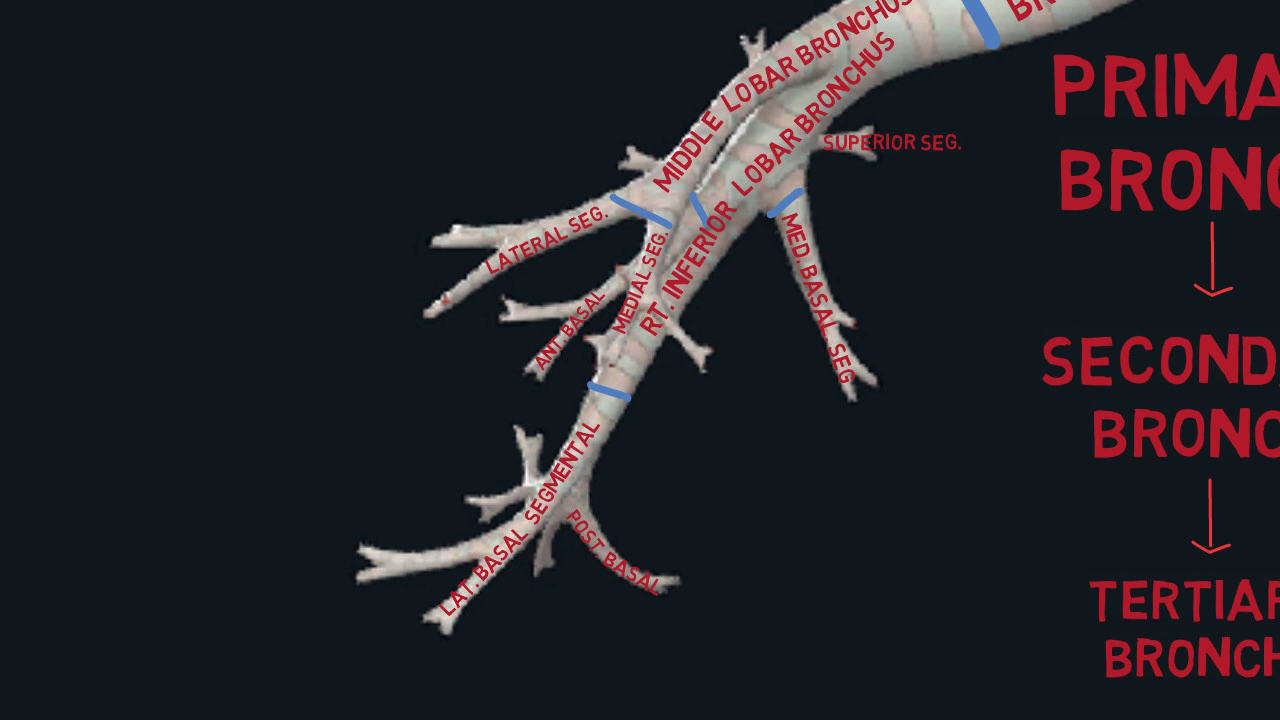 MIDDLE LOBAR BRONCHUS
RT. INFERIOR LOBAR BRONCHUS
SUPERIOR SEG.
LATERAL SEG.
MEDIAL SEG.
ANT BASAL
MED. BASAL SEG
LAT. BASAL SEGMENTAL
POST BASAL
PRIMA
BRONC
SECOND
BRONC
TERTIAR
BRONCH